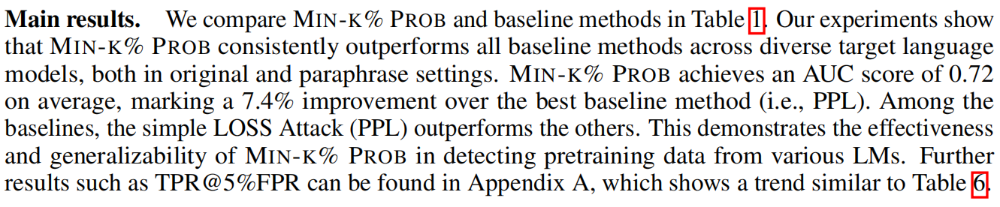 Main results. We compare MIN-K% PROB and baseline methods in Table 1. Our experiments show
that MIN-K% PROB consistently outperforms all baseline methods across diverse target language
models, both in original and paraphrase settings. MIN-K% PROB achieves an AUC score of 0.72
on average, marking a 7.4% improvement over the best baseline method (i.e., PPL). Among the
baselines, the simple LOSS Attack (PPL) outperforms the others. This demonstrates the effectiveness
and generalizability of MIN-K% PROB in detecting pretraining data from various LMs. Further
results such as TPR@5%FPR can be found in Appendix A, which shows a trend similar to Table 6.